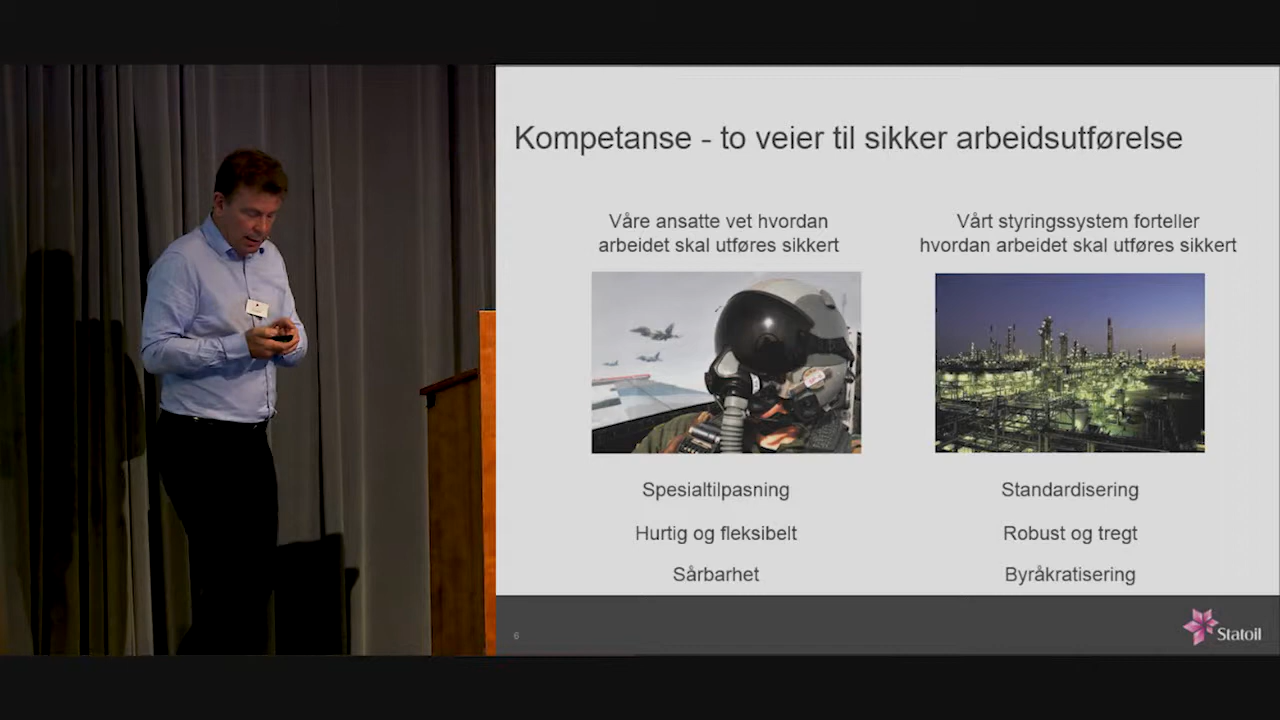 Kompetanse - to veier til sikker arbeidsutførelse
Våre ansatte vet hvordan
arbeidet skal utføres sikkert
Spesialtilpasning
Hurtig og fleksibelt
Sårbarhet
Vårt styringssystem forteller
hvordan arbeidet skal utføres sikkert
Standardisering
Robust og tregt
Byråkratisering
6
Statoil